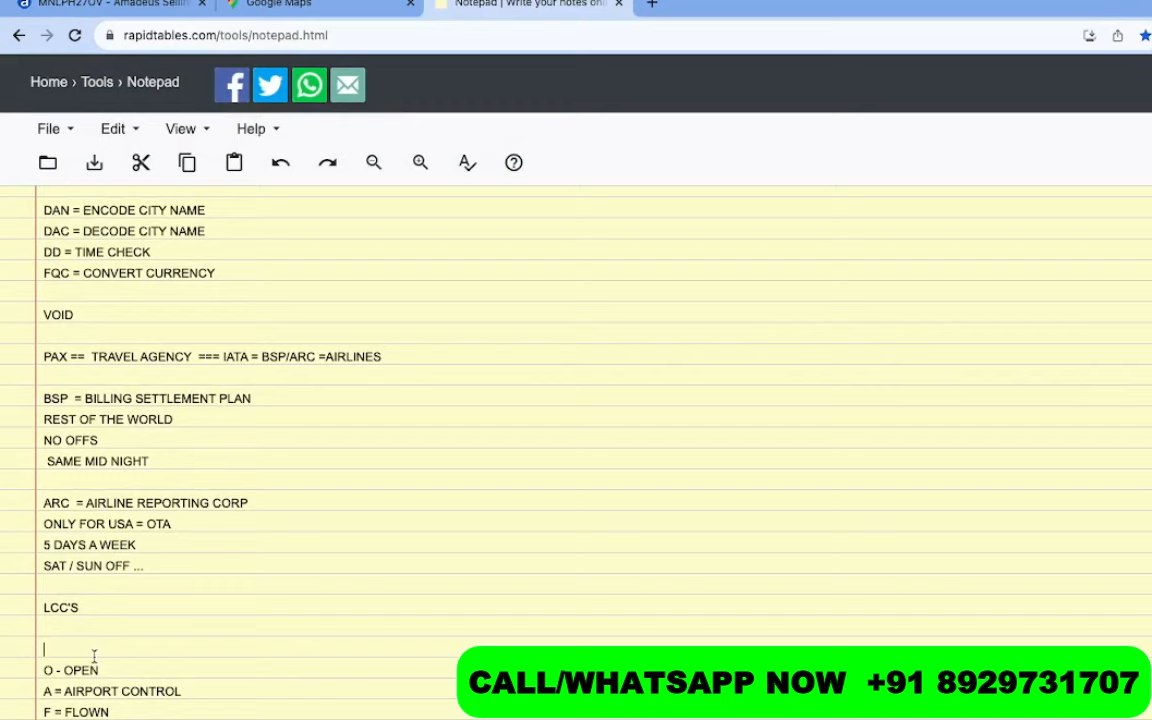 MNLPH27OV - Amadeus Sellin
Google Maps
Notepad | Write your notes onl
rapidtables.com/tools/notepad.html
Home › Tools › Notepad
File Edit View Help
DAN = ENCODE CITY NAME
DAC = DECODE CITY NAME
DD = TIME CHECK
FQC = CONVERT CURRENCY
VOID
PAX == TRAVEL AGENCY === IATA = BSP/ARC =AIRLINES
BSP = BILLING SETTLEMENT PLAN
REST OF THE WORLD
NO OFFS
SAME MID NIGHT
ARC = AIRLINE REPORTING CORP
ONLY FOR USA = OTA
5 DAYS A WEEK
SAT / SUN OFF ...
LCC'S
O - OPEN
A = AIRPORT CONTROL
F = FLOWN
CALL/WHATSAPP NOW +91 8929731707